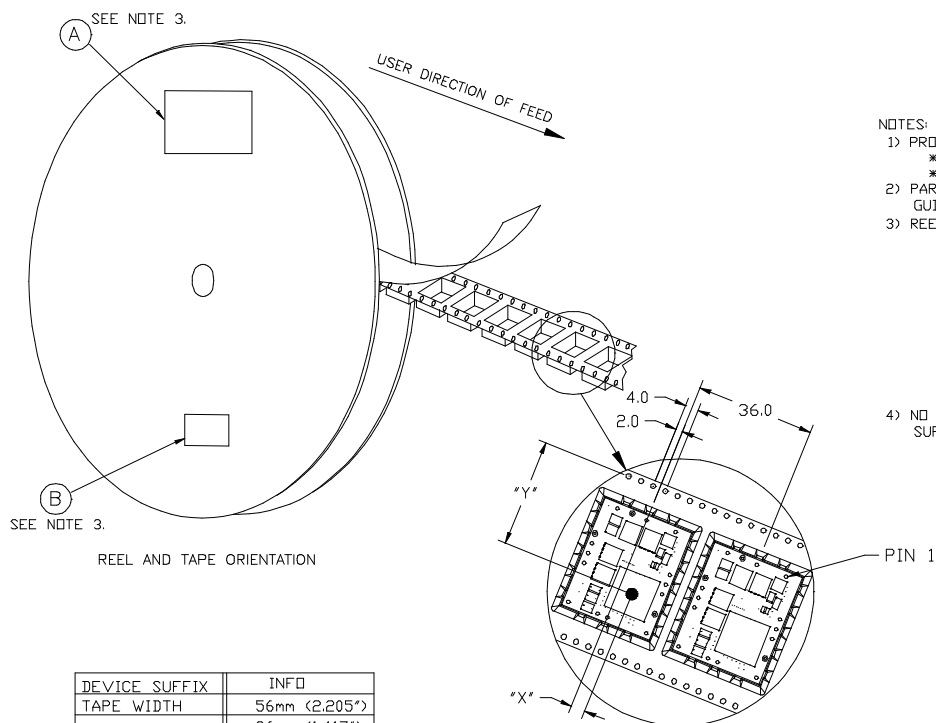 SEE NOTE 3.
A
USER DIRECTION OF FEED
NOTES:
1) PRO
*
*
2) PAR
GUI
3) REE
4.0
36.0
2.0
4) NO
SUF
"Y"
B
SEE NOTE 3.
REEL AND TAPE ORIENTATION
PIN 1
"X"
DEVICE SUFFIX INFO
TAPE WIDTH 56mm (2.205")